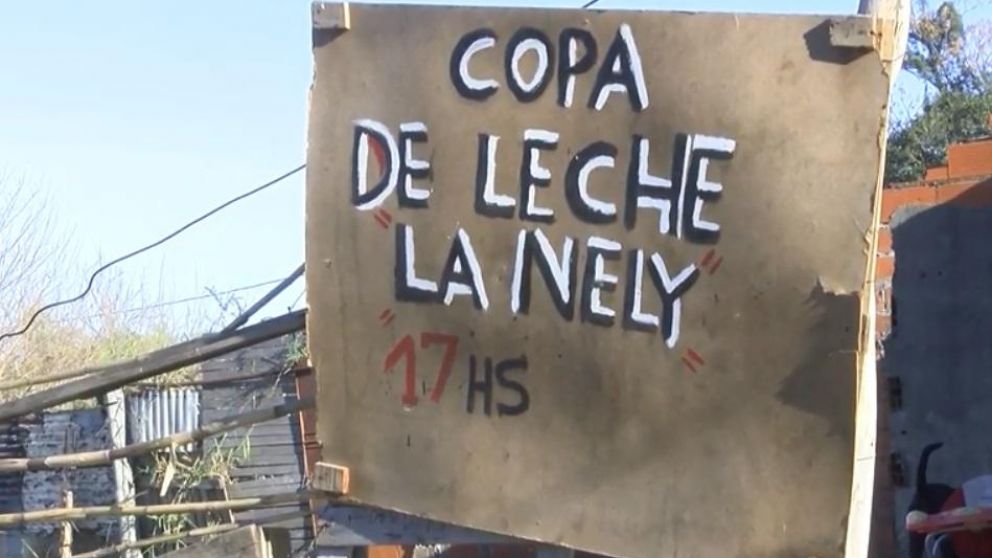 COPA
DE LECHE
"LA NELY"
"17 HS"